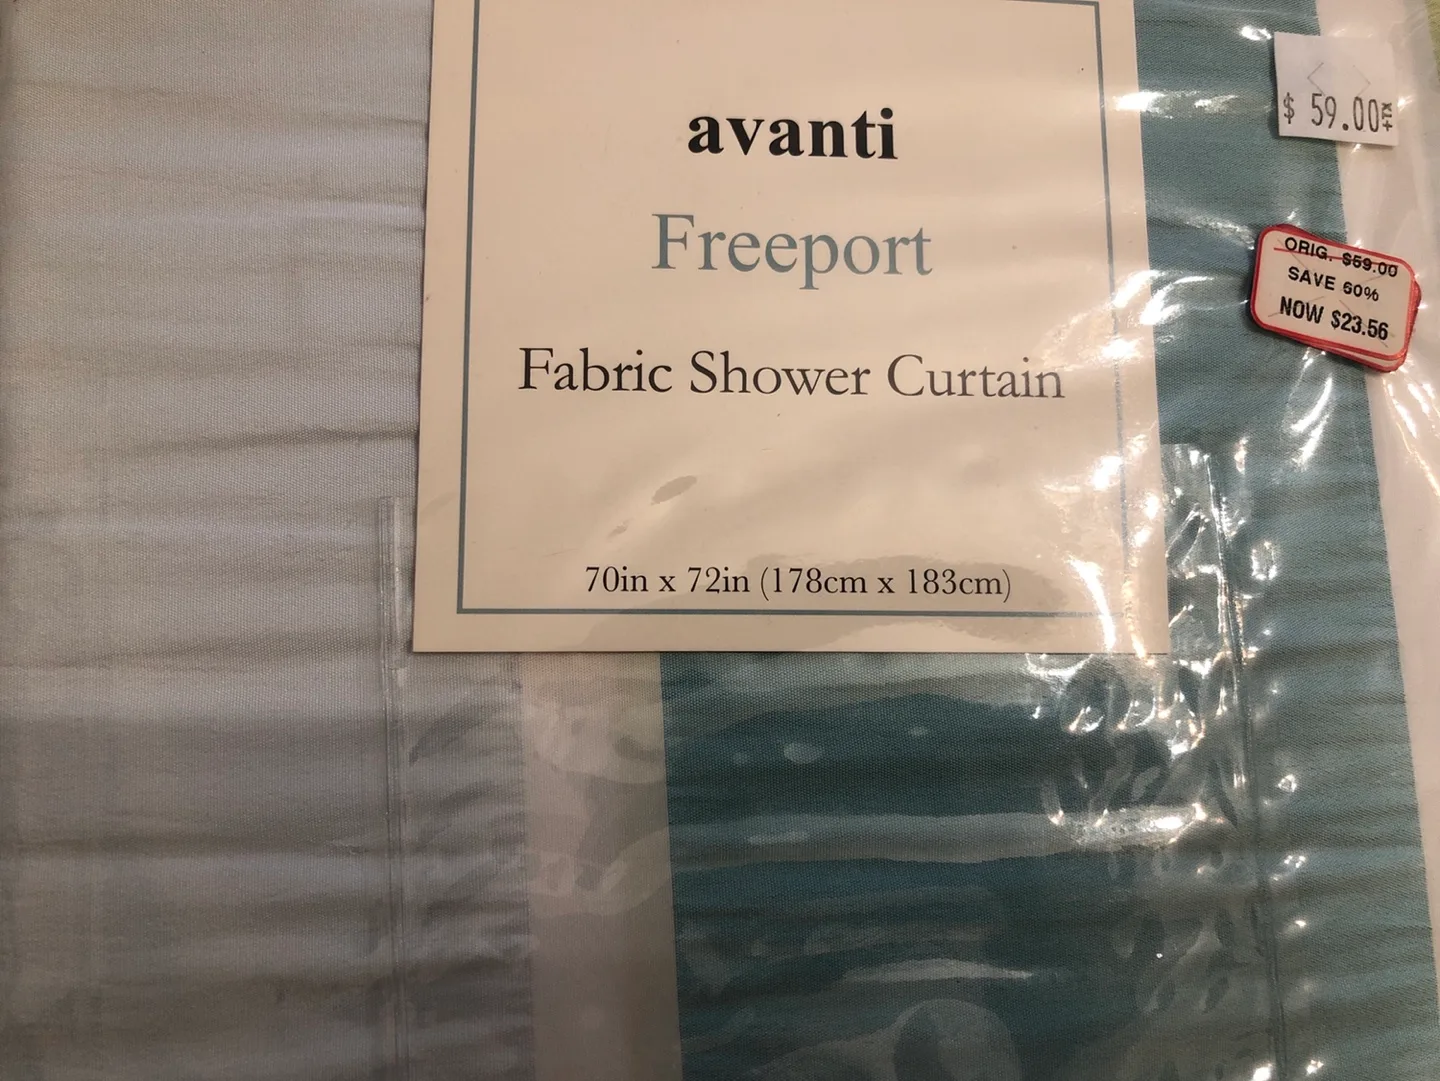 avanti
Freeport
Fabric Shower Curtain
70in x 72in (178cm x 183cm)
$ 59.00
ORIG. $59.00
SAVE 60%
NOW $23.56